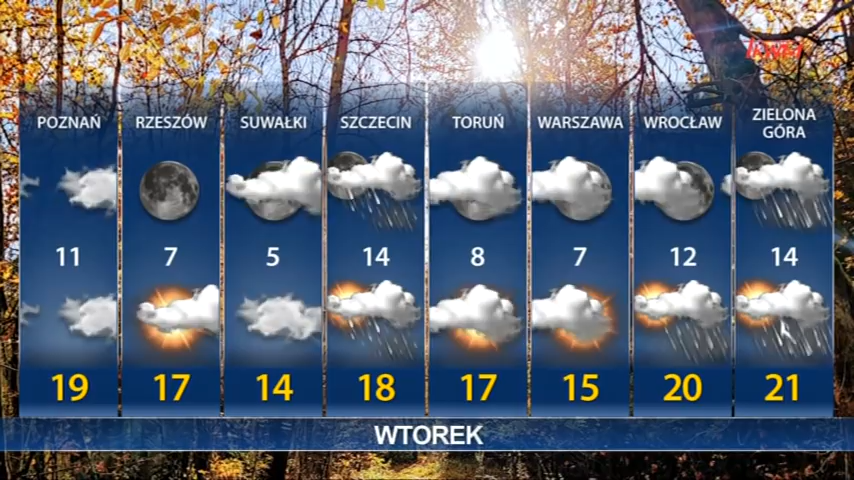 POZNAŃ
RZESZÓW
SUWAŁKI
SZCZECIN
TORUŃ
WARSZAWA
WROCŁAW
ZIELONA
GÓRA
11
7
5
14
8
7
12
14
19
17
14
18
17
15
20
21
WTOREK